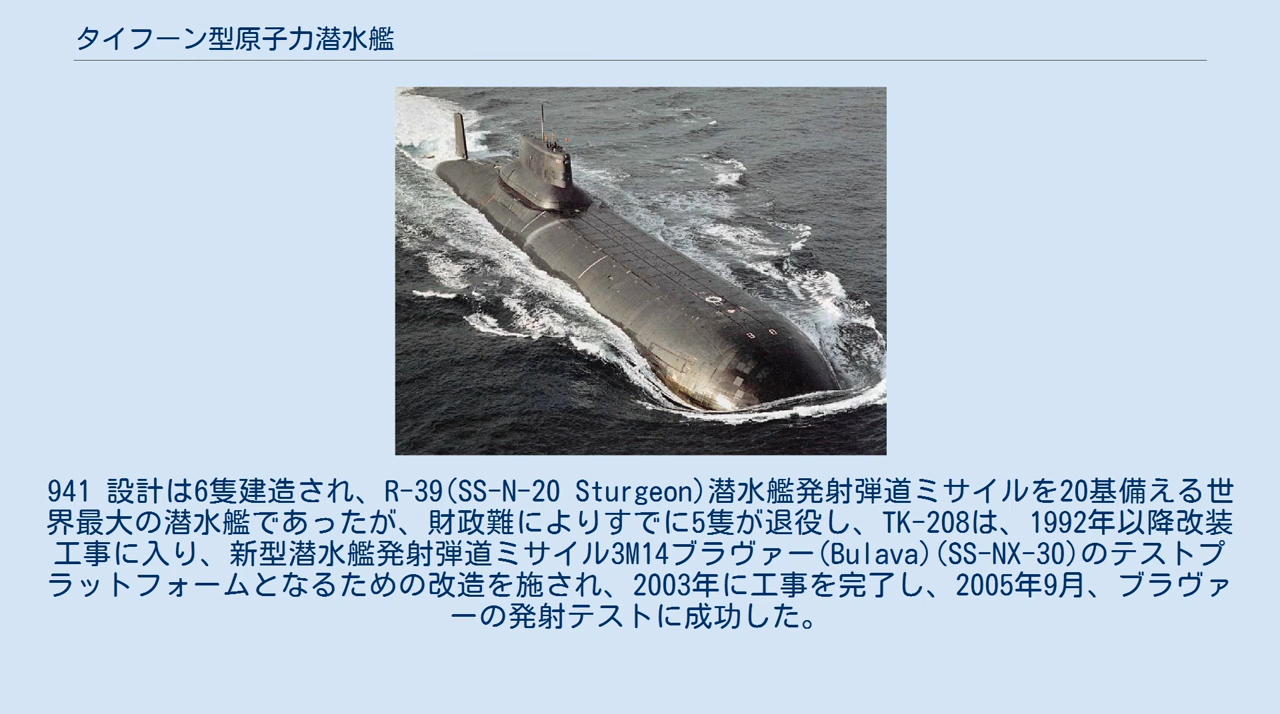 タイフーン型原子力潜水艦
941 設計は6隻建造され、R-39(SS-N-20 Sturgeon)潜水艦発射弾道ミサイルを20基備える世
界最大の潜水艦であったが、財政難によりすでに5隻が退役し、TK-208は、1992年以降改装
工事に入り、新型潜水艦発射弾道ミサイル3M14ブラヴァー(Bulava)(SS-NX-30)のテストプ
ラットフォームとなるための改造を施され、2003年に工事を完了し、2005年9月、ブラヴァ
ーの発射テストに成功した。